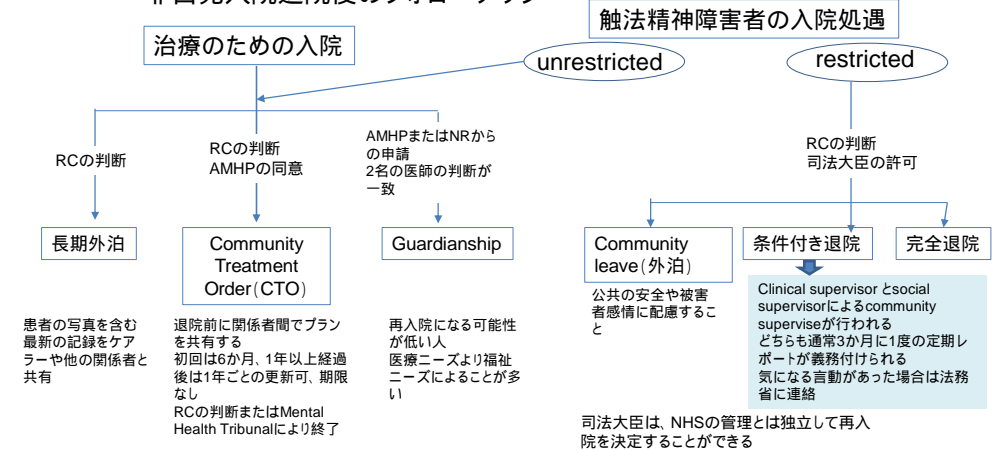 触法精神障害者の入院処遇
治療のための入院
unrestricted
restricted
RCの判断
RCの判断
AMHPの同意
AMHPまたはNRから
の申請
2名の医師の判断が
一致
RCの判断
司法大臣の許可
長期外泊
Community
Treatment
Order(CTO)
Guardianship
Community
leave(外泊)
条件付き退院
完全退院
患者の写真を含む
最新の記録をケア
ラーや他の関係者と
共有
退院前に関係者間でプラン
を共有する
初回は6か月、1年以上経過
後は1年ごとの更新可、期限
なし
RCの判断またはMental
Health Tribunalにより終了
再入院になる可能性
が低い人
医療ニーズより福祉
ニーズによることが多
い
公共の安全や被害
者感情に配慮するこ
と
Clinical supervisor とsocial
supervisorによるcommunity
superviseが行われる
どちらも通常3か月に1度の定期レ
ポートが義務付けられる
気になる言動があった場合は法務
省に連絡
司法大臣は、NHSの管理とは独立して再入
院を決定することができる